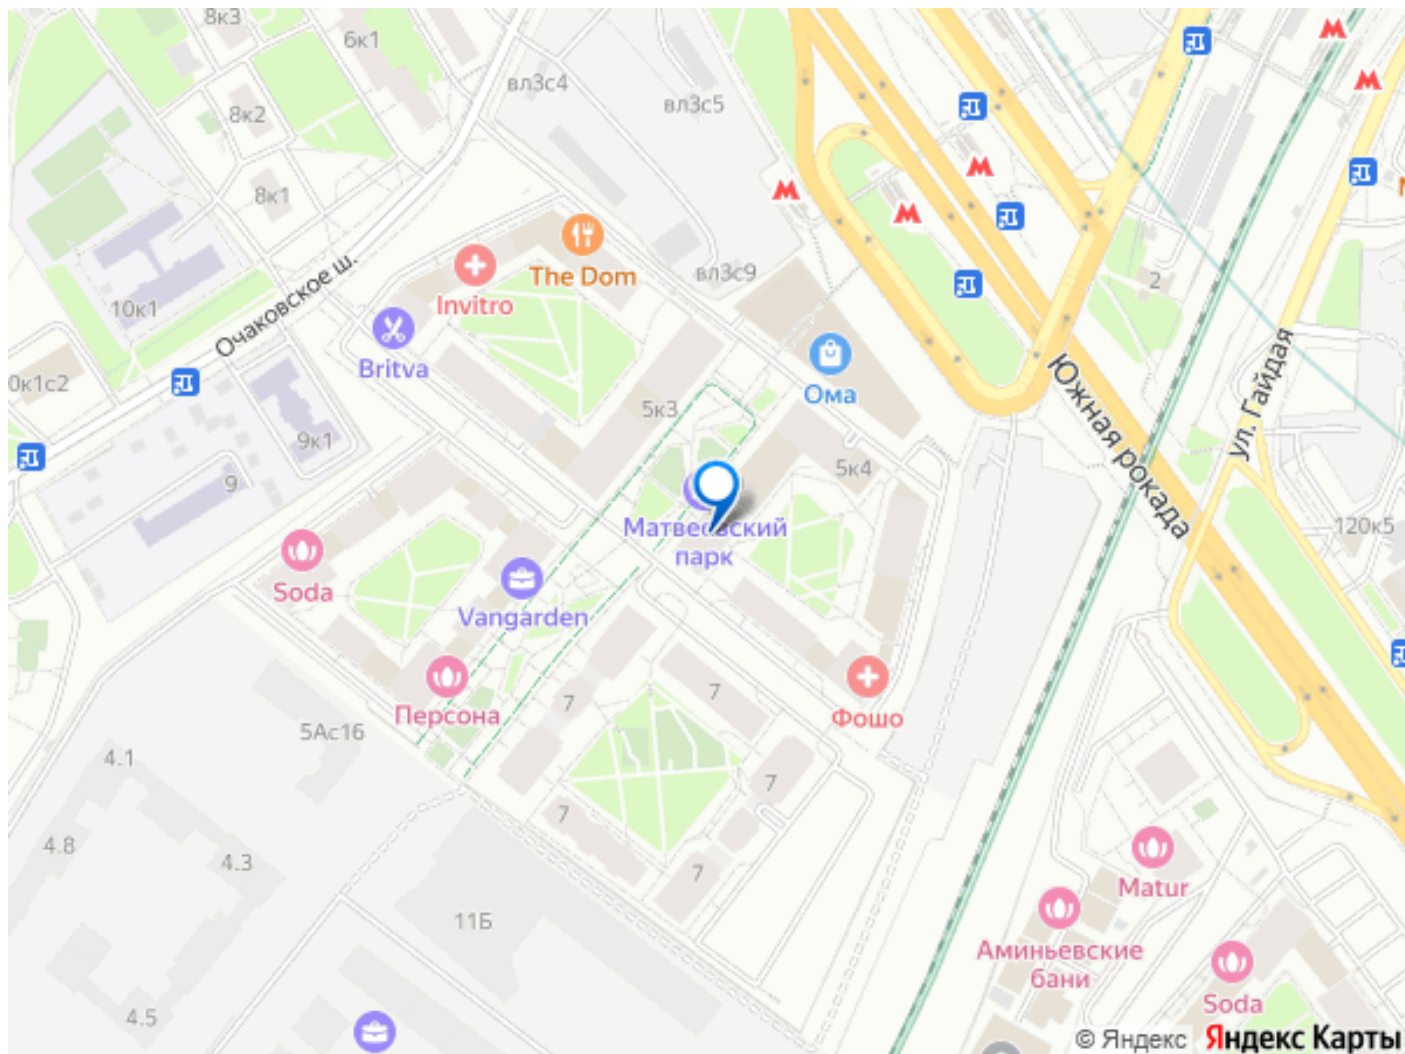 8к3
6к1
вл3с4
вл3с5
8к2
8к1
The Dom
вл3с9
2
Invitro
10к1
Очаковское ш.
Britva
0к1с2
Ома
Южная рокада
ул. Гайдая
5к3
9к1
5к4
9
120к5
Матвеевский
парк
Soda
Vangarden
7
7
Персона
Фошо
5Ас16
4.1
7
7
4.8
4.3
7
Matur
11Б
Аминьевские
бани
Soda
4.5
© Яндекс Яндекс Карты